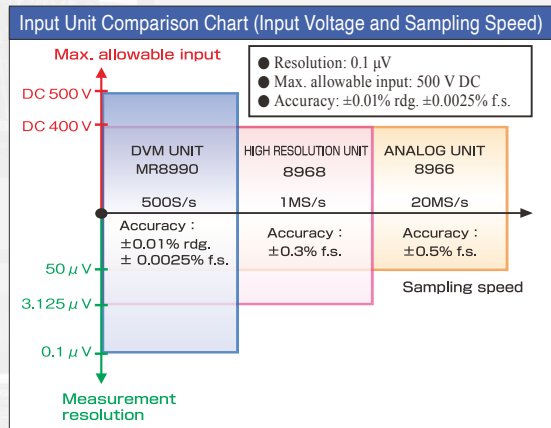 Input Unit Comparison Chart (Input Voltage and Sampling Speed)
Max. allowable input
● Resolution: 0.1 μV
● Max. allowable input: 500 V DC
● Accuracy: ±0.01% rdg. ±0.0025% f.s.
DC 500 V
DC 400 V
DVM UNIT
MR8990
500S/s
Accuracy :
±0.01% rdg.
± 0.0025% f.s.
HIGH RESOLUTION UNIT
8968
1MS/s
Accuracy :
±0.3% f.s.
ANALOG UNIT
8966
20MS/s
Accuracy :
±0.5% f.s.
50 μ V
Sampling speed
3.125 μ V
0.1 μ V
Measurement
resolution